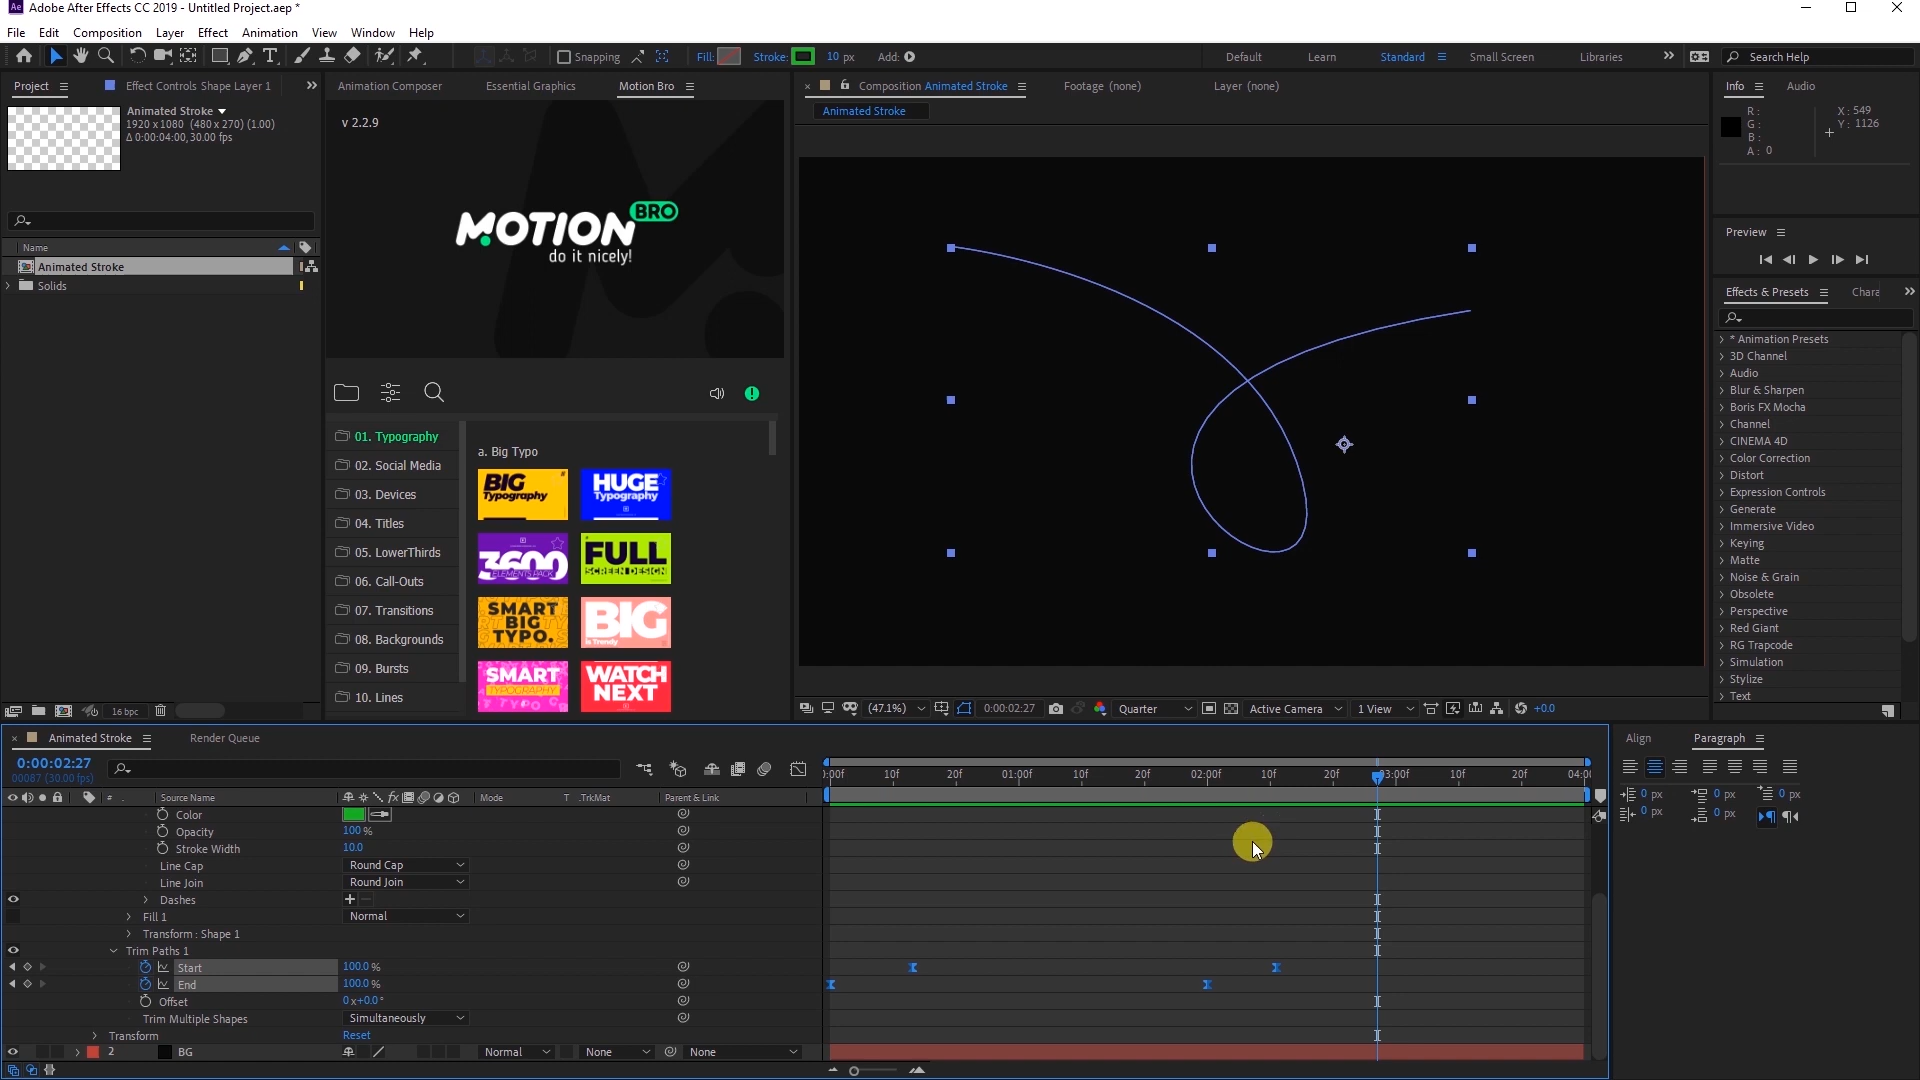 Adobe After Effects CC 2019 - Untitled Project.aep *
File Edit Composition Layer Effect Animation View Window Help
Snapping Fill: Stroke: 10 px Add: Default Learn Standard Small Screen Libraries Search Help
Project Effect Controls Shape Layer 1
Animated Stroke
1920 x 1080 (480 x 270) (1.00)
Δ 0:00:04:00, 30.00 fps
Name
Animated Stroke
Solids
16 bpc
Animation Composer Essential Graphics Motion Bro
v 2.2.9
MOTION BRO
do it nicely!
01. Typography
02. Social Media
03. Devices
04. Titles
05. LowerThirds
06. Call-Outs
07. Transitions
08. Backgrounds
09. Bursts
10. Lines
a. Big Typo
BIG
Typography
HUGE
Typography
3600
ELEMENTS PACK
FULL
SCREEN DESIGN
SMART
BIG
TYPO.
BIG
is Trendy
SMART
TYPOGRAPHY
WATCH
NEXT
Composition Animated Stroke Footage (none) Layer (none)
Animated Stroke
(47.1%) 0:00:02:27 Quarter Active Camera 1 View +0.0
Info Audio
R:
G:
B:
A: 0
X: 549
Y: 1126
Preview
Effects & Presets Chara
* Animation Presets
3D Channel
Audio
Blur & Sharpen
Boris FX Mocha
Channel
CINEMA 4D
Color Correction
Distort
Expression Controls
Generate
Immersive Video
Keying
Matte
Noise & Grain
Obsolete
Perspective
Red Giant
RG Trapcode
Simulation
Stylize
Text
Animated Stroke Render Queue
0:00:02:27
00087 (30.00 fps)
:00f 10f 20f 01:00f 10f 20f 02:00f 10f 20f 03:00f 10f 20f 04:0
# Source Name Mode T .TrkMat Parent & Link
Color
Opacity 100 %
Stroke Width 10.0
Line Cap Round Cap
Line Join Round Join
Dashes
Fill 1 Normal
Transform : Shape 1
Trim Paths 1
Start 100.0 %
End 100.0 %
Offset 0 x +0.0 °
Trim Multiple Shapes Simultaneously
Transform Reset
2 BG Normal None None
Align Paragraph
0 px 0 px 0 px
0 px 0 px